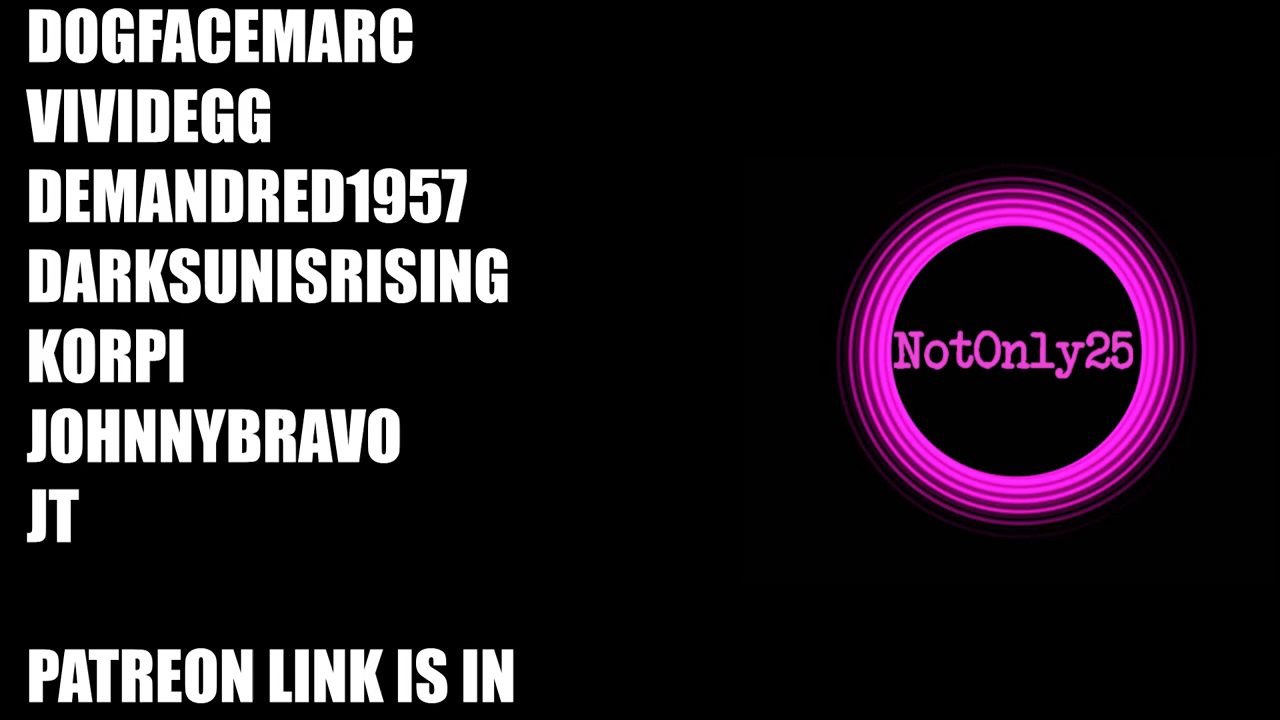 DOGFACEMARC
VIVIDEGG
DEMANDRED1957
DARKSUNISRISING
KORPI
JOHNNYBRAVO
JT
PATREON LINK IS IN
NotOnly25